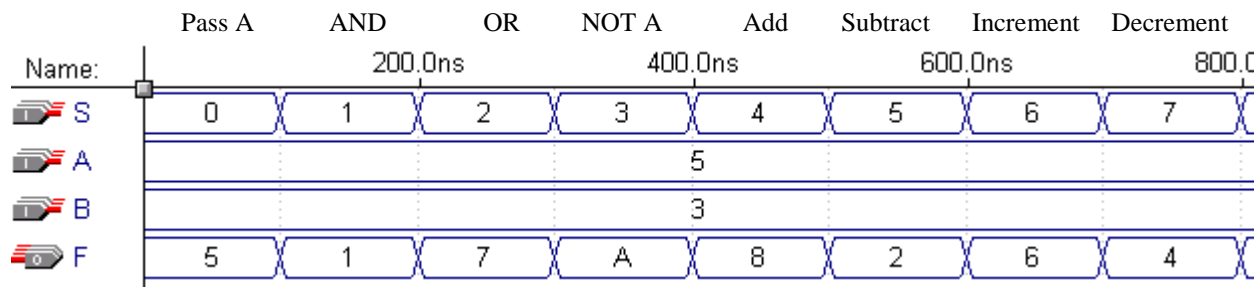 Pass A AND OR NOT A Add Subtract Increment Decrement
Name: 200.0ns 400.0ns 600.0ns 800.0
S 0 1 2 3 4 5 6 7
A 5
B 3
F 5 1 7 A 8 2 6 4